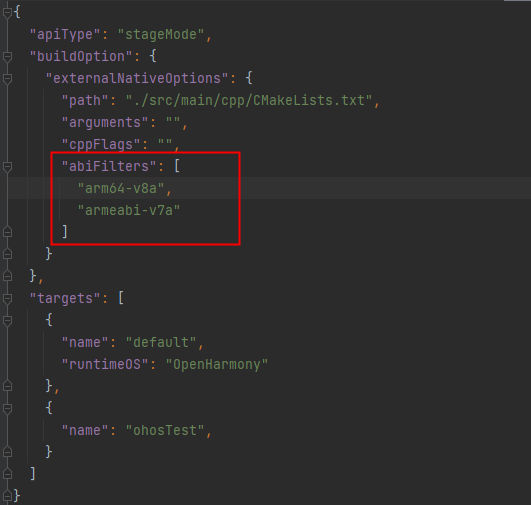 {
"apiType": "stageMode",
"buildOption": {
"externalNativeOptions": {
"path": "./src/main/cpp/CMakeLists.txt",
"arguments": "",
"cppFlags": "",
"abiFilters": [
"arm64-v8a",
"armeabi-v7a"
]
}
},
"targets": [
{
"name": "default",
"runtimeOS": "OpenHarmony"
},
{
"name": "ohosTest",
}
]
}